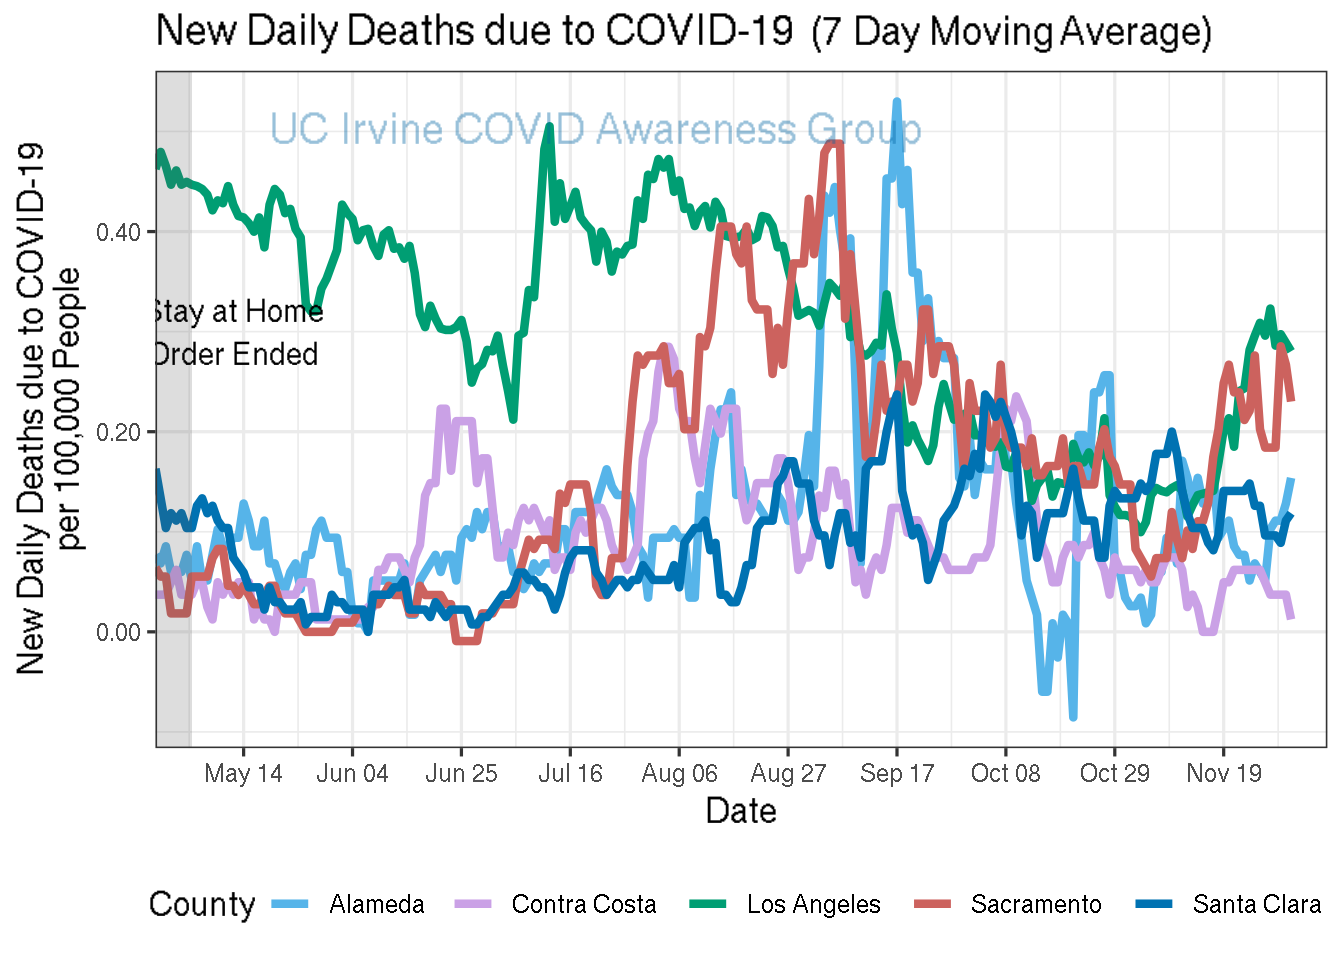 New Daily Deaths due to COVID-19 (7 Day Moving Average)
UC Irvine COVID Awareness Group
New Daily Deaths due to COVID-19
per 100,000 People
0.40
0.20
0.00
Stay at Home
Order Ended
May 14
Jun 04
Jun 25
Jul 16
Aug 06
Aug 27
Sep 17
Oct 08
Oct 29
Nov 19
Date
County
Alameda
Contra Costa
Los Angeles
Sacramento
Santa Clara